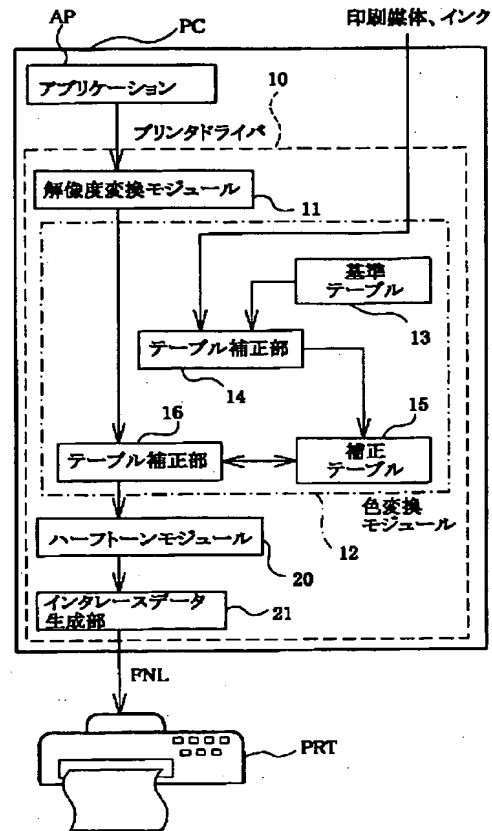 AP
PC
印刷媒体、インク
アプリケーション
10
プリンタドライバ
解像度変換モジュール
11
基準
テーブル
13
テーブル補正部
14
15
16
テーブル補正部
補正
テーブル
色変換
モジュール
12
ハーフトーンモジュール
20
インタレースデータ
生成部
21
FNL
PRT